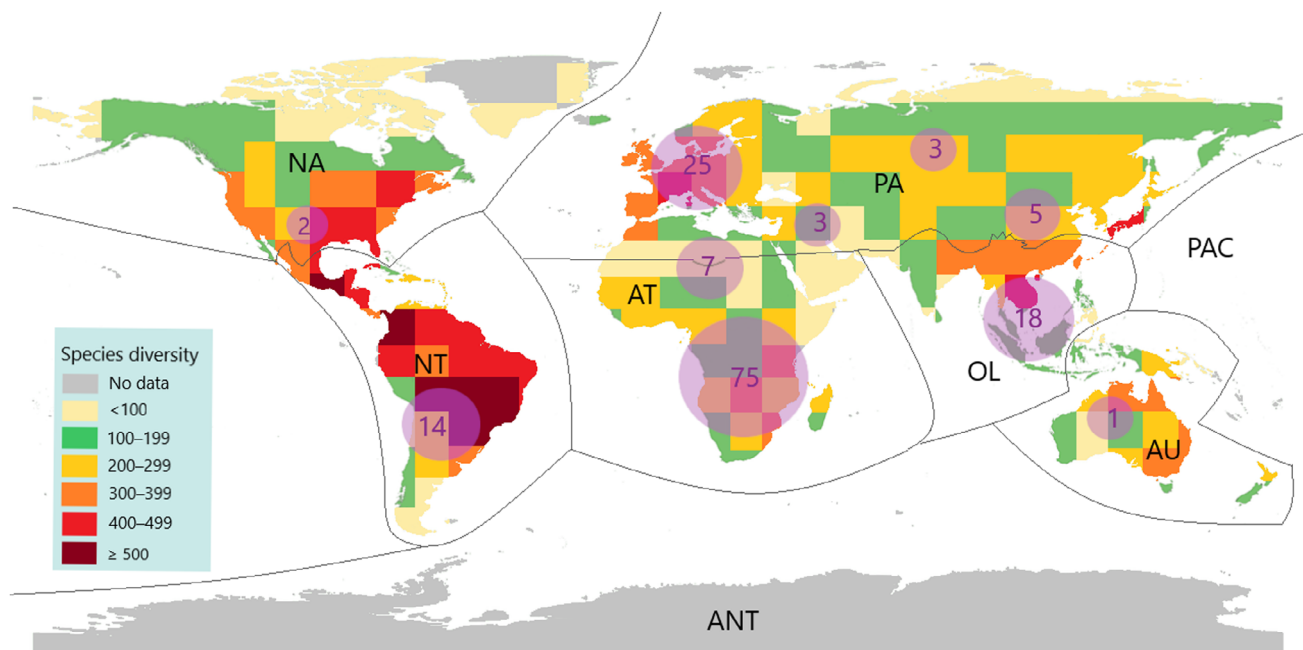 NA
2
25
3
PA
3
5
PAC
7
AT
18
OL
75
NT
14
1
AU
ANT
Species diversity
No data
<100
100–199
200–299
300–399
400–499
≥ 500